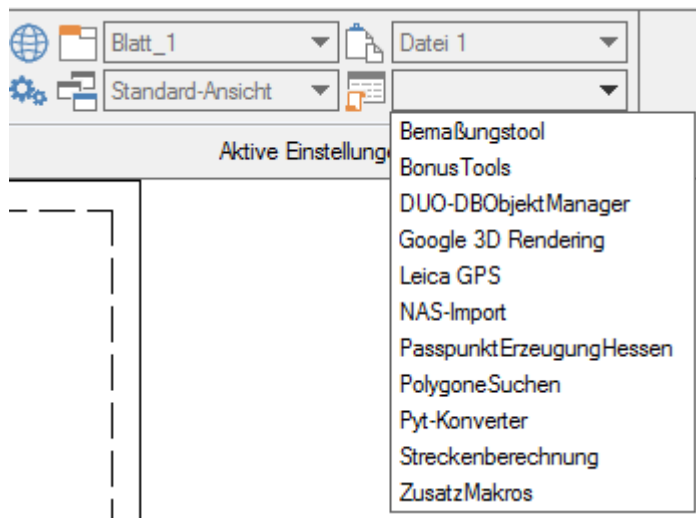 Blatt_1
Datei 1
Standard-Ansicht
Aktive Einstellunge
Bemaßungstool
BonusTools
DUO-DBObjektManager
Google 3D Rendering
Leica GPS
NAS-Import
PasspunktErzeugungHessen
PolygoneSuchen
Pyt-Konverter
Streckenberechnung
ZusatzMakros